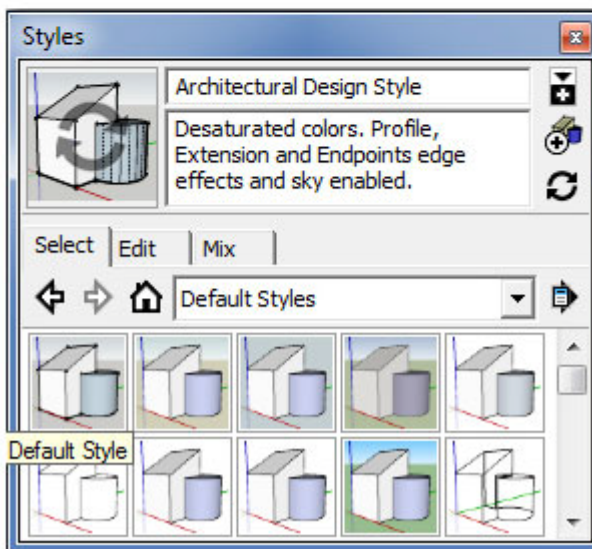 Styles
Architectural Design Style
Desaturated colors. Profile,
Extension and Endpoints edge
effects and sky enabled.
Select Edit Mix
Default Styles
Default Style